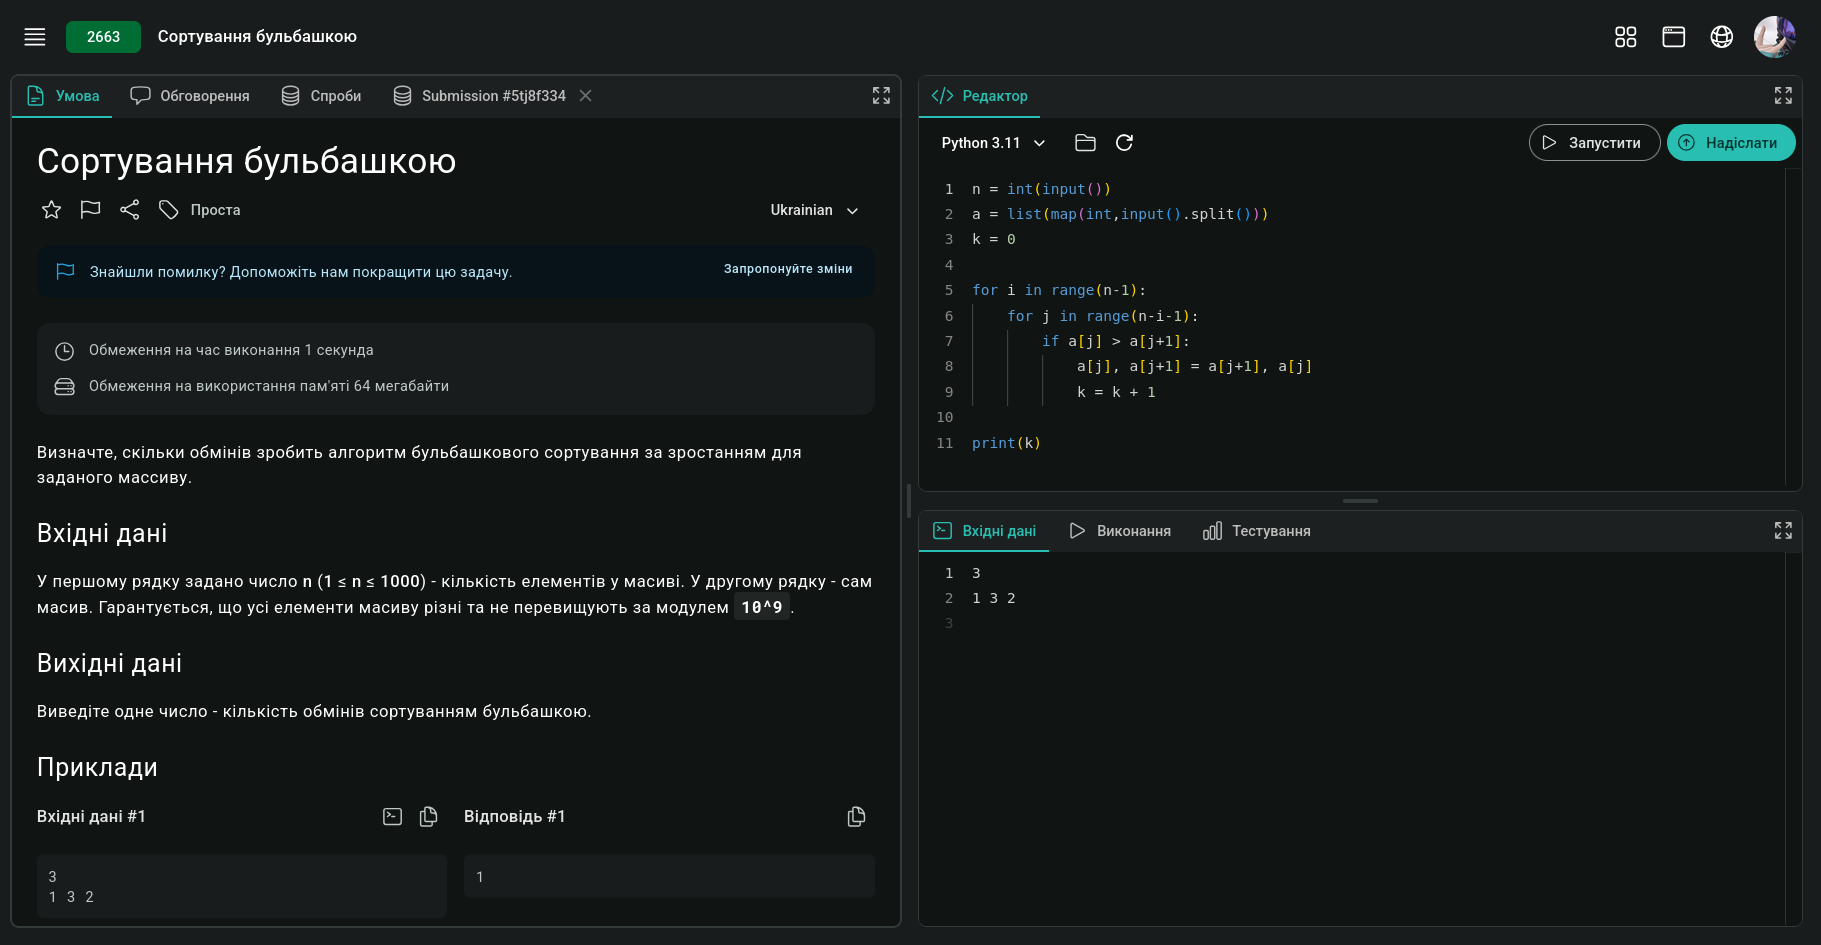 2663 Сортування бульбашкою
Умова Обговорення Спроби Submission #5tj8f334
Сортування бульбашкою
Проста Ukrainian
Знайшли помилку? Допоможіть нам покращити цю задачу. Запропонуйте зміни
Обмеження на час виконання 1 секунда
Обмеження на використання пам'яті 64 мегабайти
Визначте, скільки обмінів зробить алгоритм бульбашкового сортування за зростанням для
заданого массиву.
Вхідні дані
У першому рядку задано число n (1 ≤ n ≤ 1000) - кількість елементів у масиві. У другому рядку - сам
масив. Гарантується, що усі елементи масиву різні та не перевищують за модулем 10^9 .
Вихідні дані
Виведіте одне число - кількість обмінів сортуванням бульбашкою.
Приклади
Вхідні дані #1 Відповідь #1
3
1 3 2
1
Редактор
Python 3.11 Запустити Надіслати
1 n = int(input())
2 a = list(map(int,input().split()))
3 k = 0
4
5 for i in range(n-1):
6 for j in range(n-i-1):
7 if a[j] > a[j+1]:
8 a[j], a[j+1] = a[j+1], a[j]
9 k = k + 1
10
11 print(k)
Вхідні дані Виконання Тестування
1 3
2 1 3 2
3